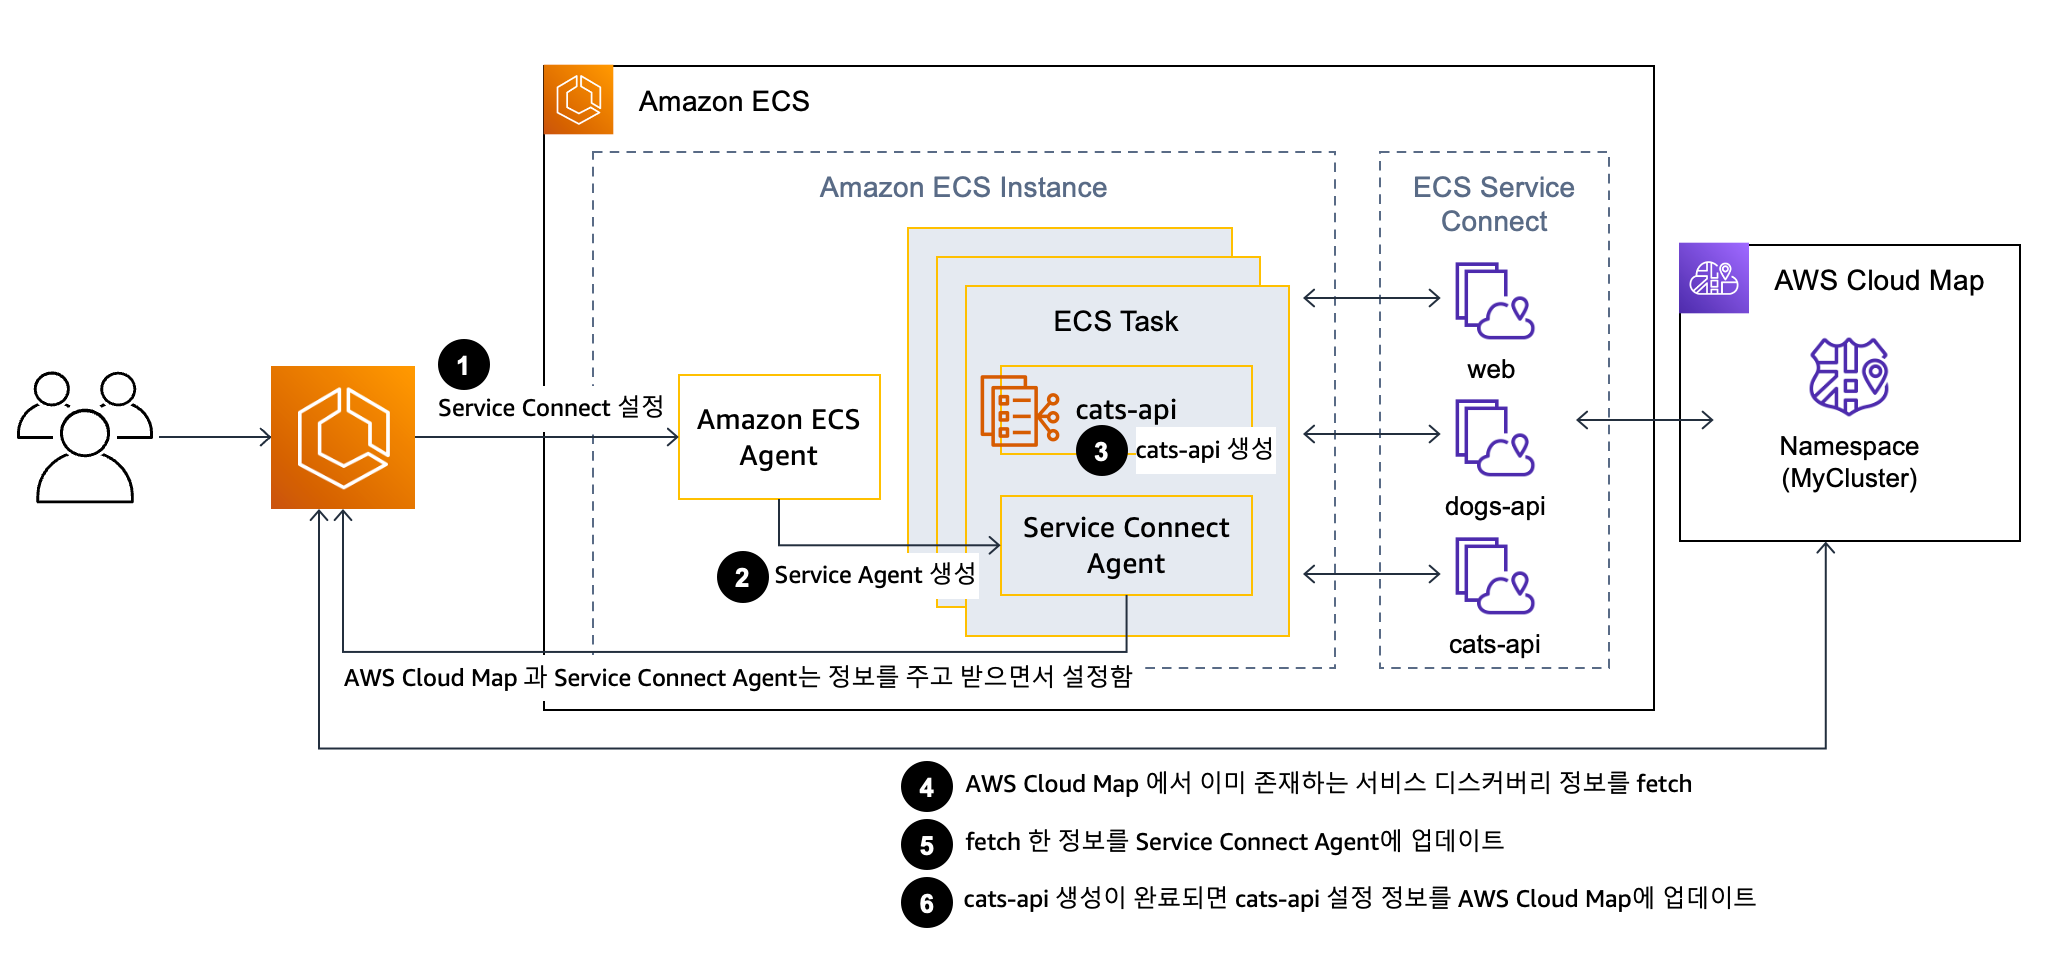 Amazon ECS
Amazon ECS Instance
ECS Service
Connect
AWS Cloud Map
ECS Task
web
1
Service Connect 설정
Amazon ECS
Agent
cats-api
3
cats-api 생성
Namespace
(MyCluster)
dogs-api
Service Connect
Agent
2
Service Agent 생성
cats-api
AWS Cloud Map 과 Service Connect Agent는 정보를 주고 받으면서 설정함
4 AWS Cloud Map 에서 이미 존재하는 서비스 디스커버리 정보를 fetch
5 fetch 한 정보를 Service Connect Agent에 업데이트
6 cats-api 생성이 완료되면 cats-api 설정 정보를 AWS Cloud Map에 업데이트